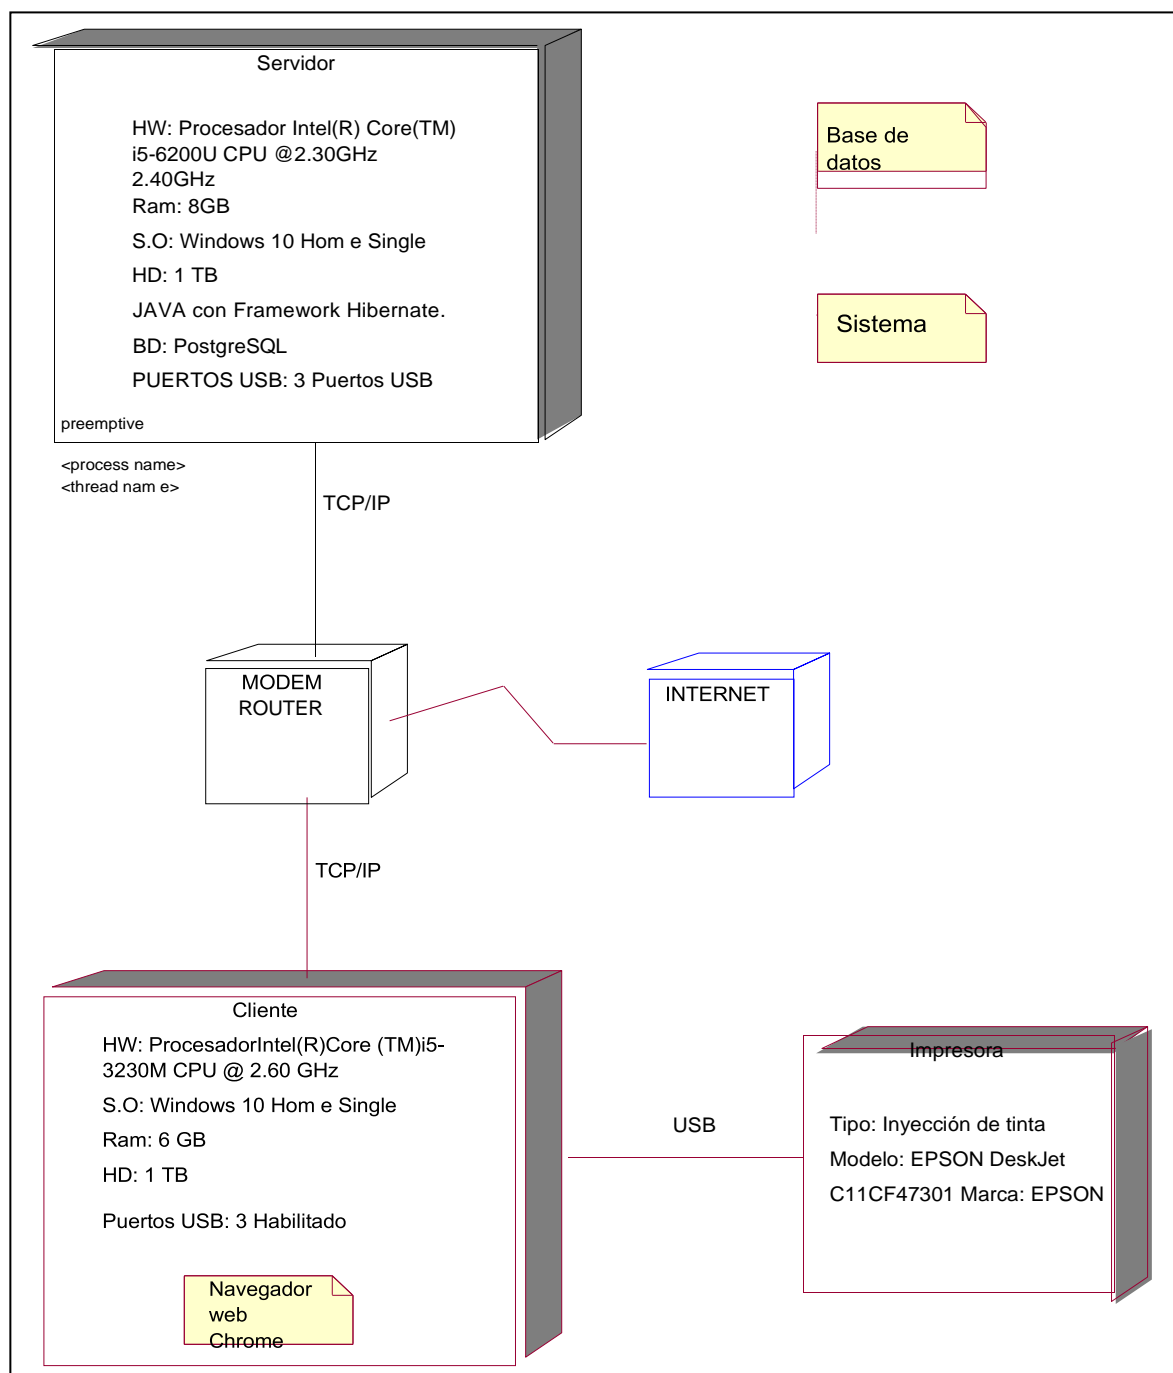 Servidor
HW: Procesador Intel(R) Core(TM)
i5-6200U CPU @2.30GHz
2.40GHz
Ram: 8GB
S.O: Windows 10 Hom e Single
HD: 1 TB
JAVA con Framework Hibernate.
BD: PostgreSQL
PUERTOS USB: 3 Puertos USB
preemptive
<process name>
<thread nam e>
Base de
datos
Sistema
TCP/IP
MODEM
ROUTER
INTERNET
TCP/IP
Cliente
HW: ProcesadorIntel(R)Core (TM)i5-
3230M CPU @ 2.60 GHz
S.O: Windows 10 Hom e Single
Ram: 6 GB
HD: 1 TB
Puertos USB: 3 Habilitado
Navegador
web
Chrome
USB
Impresora
Tipo: Inyección de tinta
Modelo: EPSON DeskJet
C11CF47301 Marca: EPSON